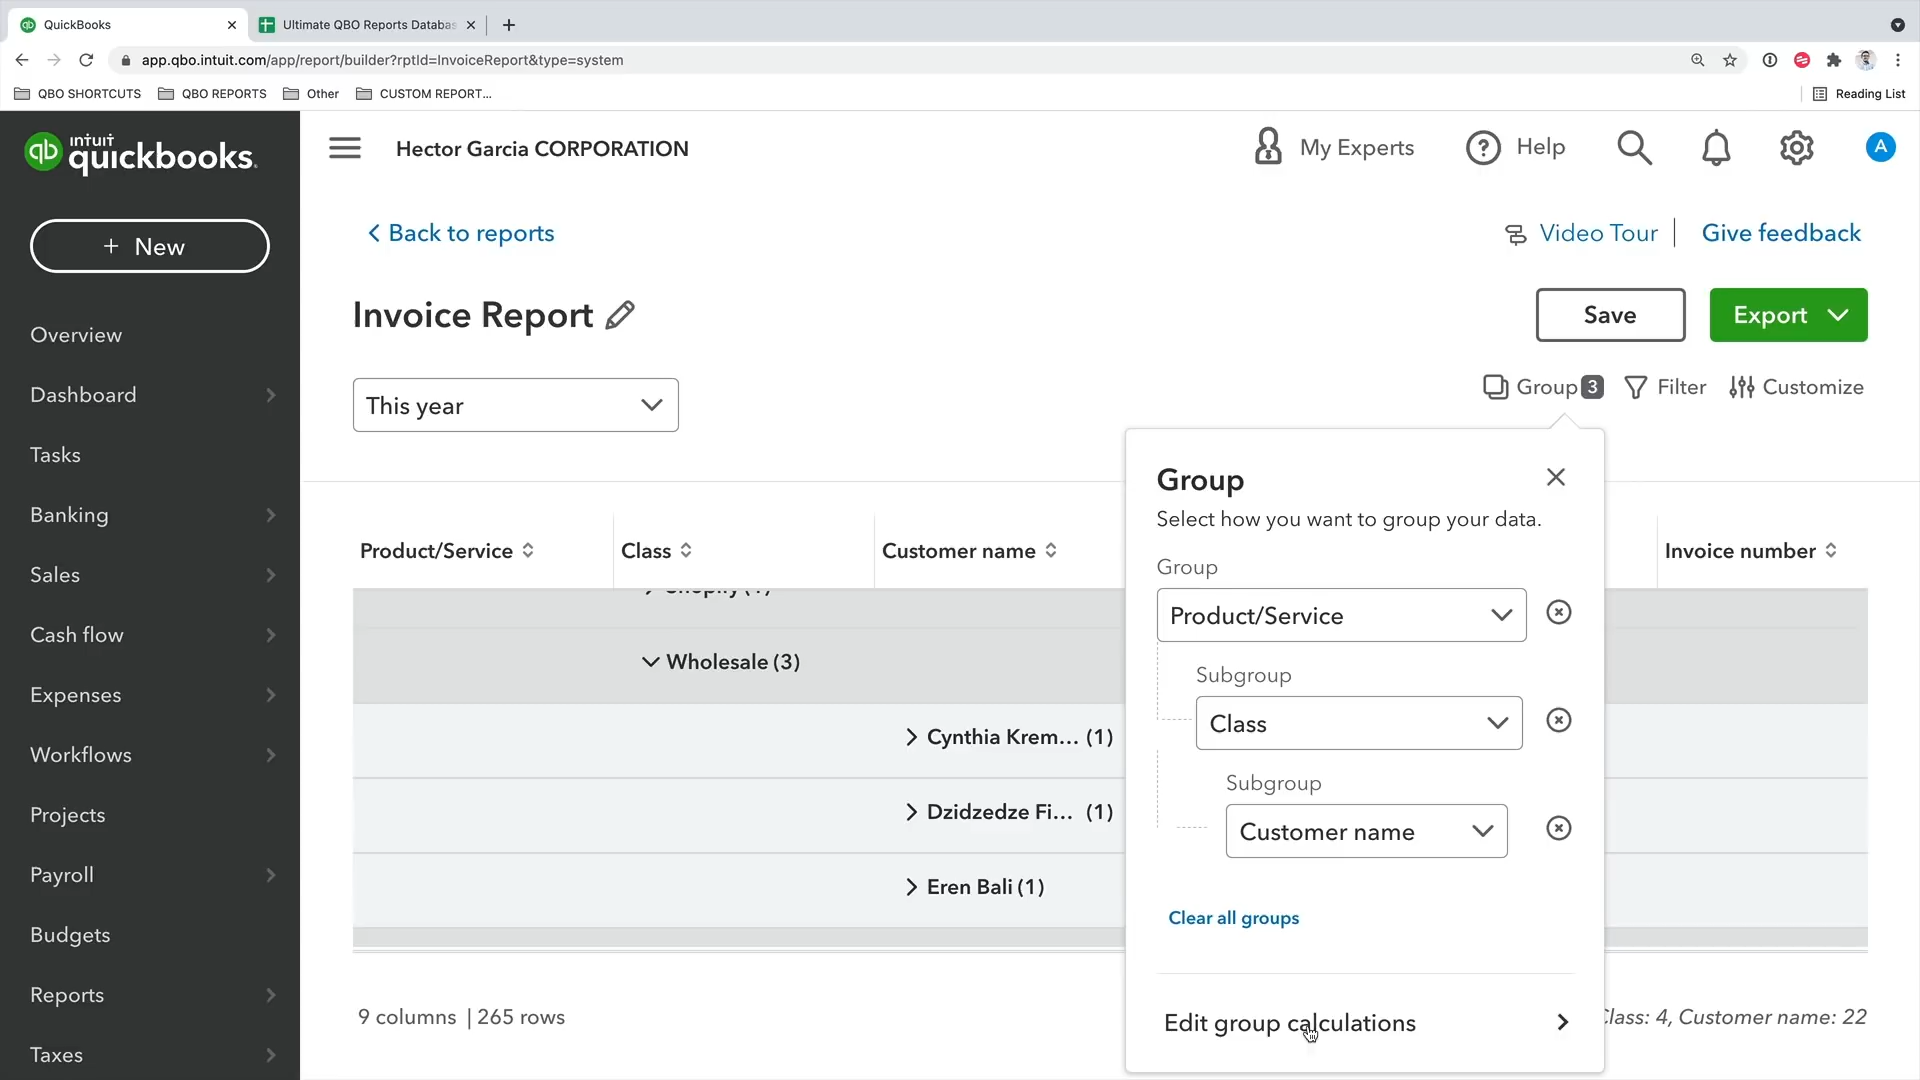 QuickBooks
Ultimate QBO Reports Databas
app.qbo.intuit.com/app/report/builder?rptId=InvoiceReport&type=system
QBO SHORTCUTS
QBO REPORTS
Other
CUSTOM REPORT...
Reading List
intuit
quickbooks.
qb
Hector Garcia CORPORATION
My Experts
Help
A
+ New
Back to reports
Video Tour
Give feedback
Invoice Report
Save
Export
This year
Group 3
Filter
Customize
Overview
Dashboard
Tasks
Banking
Sales
Cash flow
Expenses
Workflows
Projects
Payroll
Budgets
Reports
Taxes
Product/Service
Class
Customer name
Invoice number
Shopify (1)
Wholesale (3)
Cynthia Krem... (1)
Dzidzedze Fi... (1)
Eren Bali (1)
9 columns | 265 rows
Class: 4, Customer name: 22
Group
Select how you want to group your data.
Group
Product/Service
Subgroup
Class
Subgroup
Customer name
Clear all groups
Edit group calculations